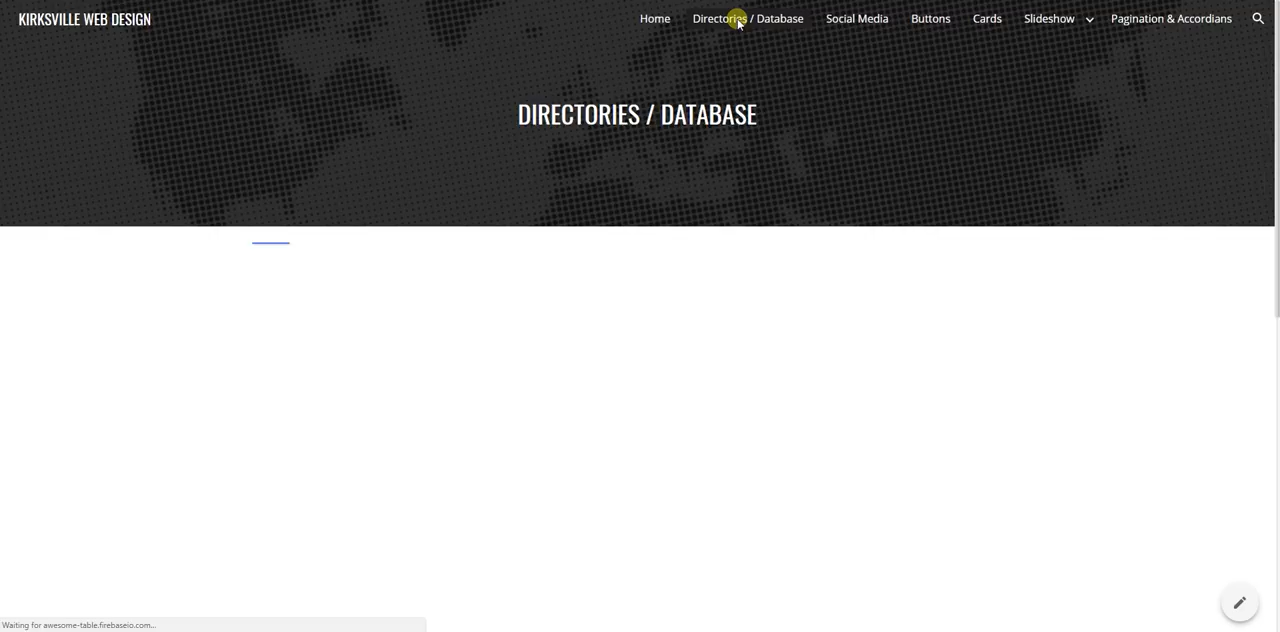 KIRKSVILLE WEB DESIGN
Home Directories / Database Social Media Buttons Cards Slideshow Pagination & Accordians
DIRECTORIES / DATABASE
Waiting for awesome-table.firebaseio.com...